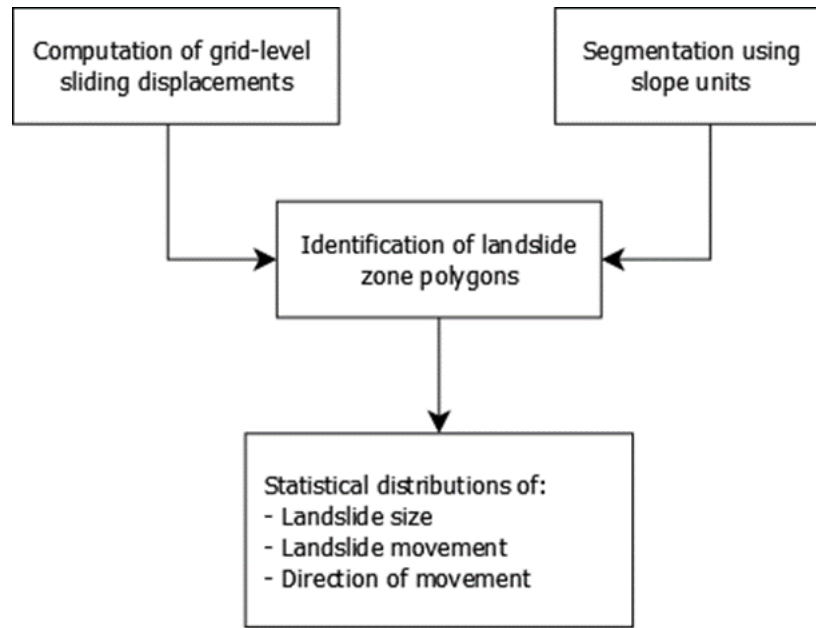 Computation of grid-level
sliding displacements
Segmentation using
slope units
Identification of landslide
zone polygons
Statistical distributions of:
- Landslide size
- Landslide movement
- Direction of movement